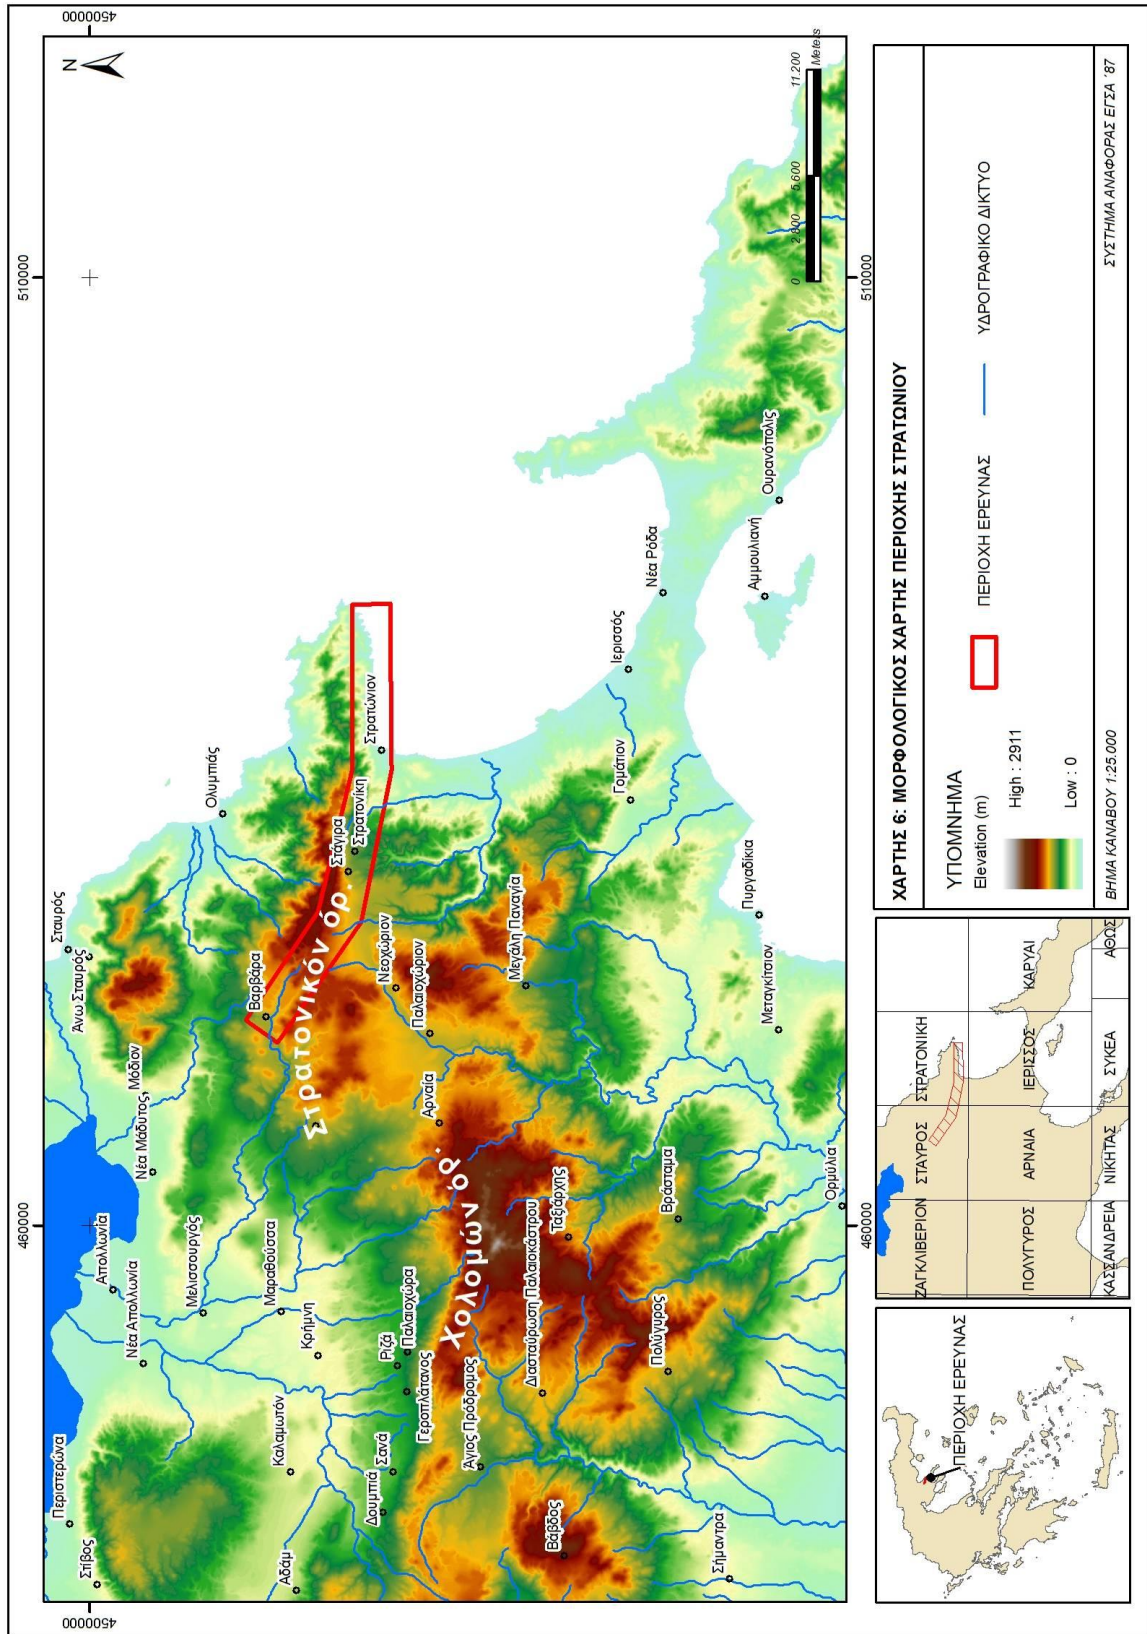 4500000
510000
460000
N
Σταυρός
Άνω Σταυρός
Ολυμπιάς
Βαρβάρα
Στάγιρα
Στρατονίκη
Στρατώνιον
Στρατονικόν όρ.
Νεοχώριον
Παλαιοχώριον
Μεγάλη Παναγία
Γομάτιον
Ιερισσός
Νέα Ρόδα
Αμμουλιανή
Ουρανόπολις
Πυργαδίκια
Μεταγκίτσιον
Νέα Μάδυτος, Μόδιον
Απολλωνία
Νέα Απολλωνία
Μελισσουργός
Μαραθούσσα
Κρήμνη
Περιστερώνα
Στίβος
Καλαμωτόν
Αδάμ
Δουμπιά
Σανά
Ριζά
Παλαιοχώρα
Γεροπλάτανος
Αρναία
Χολομών όρ.
Άγιος Πρόδρομος
Διασταύρωση Παλαιοκάστρου
Ταξιάρχης
Βράσταμα
Πολύγυρος
Βάβδος
Σήμαντρα
Ορμύλια
0 2.800 5.600 11.200
Meters
4500000
510000
460000
ΧΑΡΤΗΣ 6: ΜΟΡΦΟΛΟΓΙΚΟΣ ΧΑΡΤΗΣ ΠΕΡΙΟΧΗΣ ΣΤΡΑΤΩΝΙΟΥ
ΥΠΟΜΝΗΜΑ
Elevation (m)
High : 2911
Low : 0
ΠΕΡΙΟΧΗ ΕΡΕΥΝΑΣ
ΥΔΡΟΓΡΑΦΙΚΟ ΔΙΚΤΥΟ
ΒΗΜΑ ΚΑΝΑΒΟΥ 1:25.000
ΣΥΣΤΗΜΑ ΑΝΑΦΟΡΑΣ ΕΓΣΑ '87
ΖΑΓΚΛΙΒΕΡΙΟΝ
ΣΤΑΥΡΟΣ
ΣΤΡΑΤΟΝΙΚΗ
ΠΟΛΥΓΥΡΟΣ
ΑΡΝΑΙΑ
ΙΕΡΙΣΣΟΣ
ΚΑΡΥΑΙ
ΚΑΣΣΑΝΔΡΕΙΑ
ΝΙΚΗΤΑΣ
ΣΥΚΕΑ
ΑΘΩΣ
ΠΕΡΙΟΧΗ ΕΡΕΥΝΑΣ